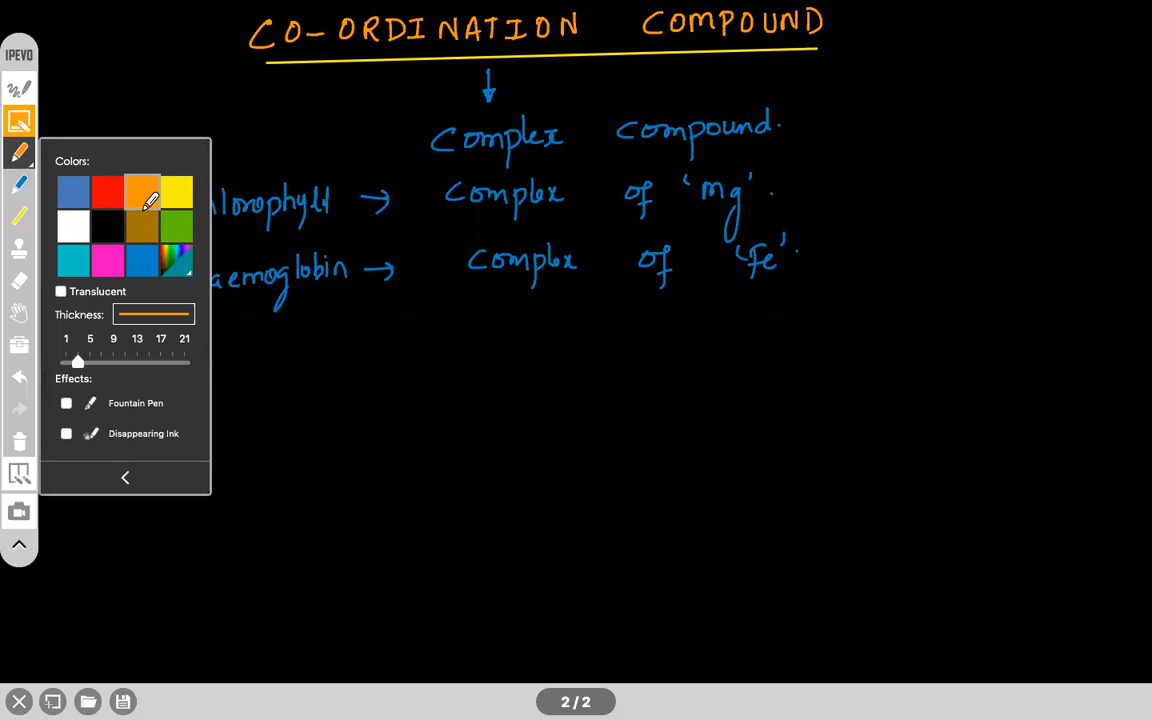 CO-ORDINATION COMPOUND
IPEVO
Complex compound.
Colors:
lorophyll → Complex of 'mg'.
aemoglobin → Complex of 'Fe'.
Translucent
Thickness:
1 5 9 13 17 21
Effects:
Fountain Pen
Disappearing Ink
2 / 2